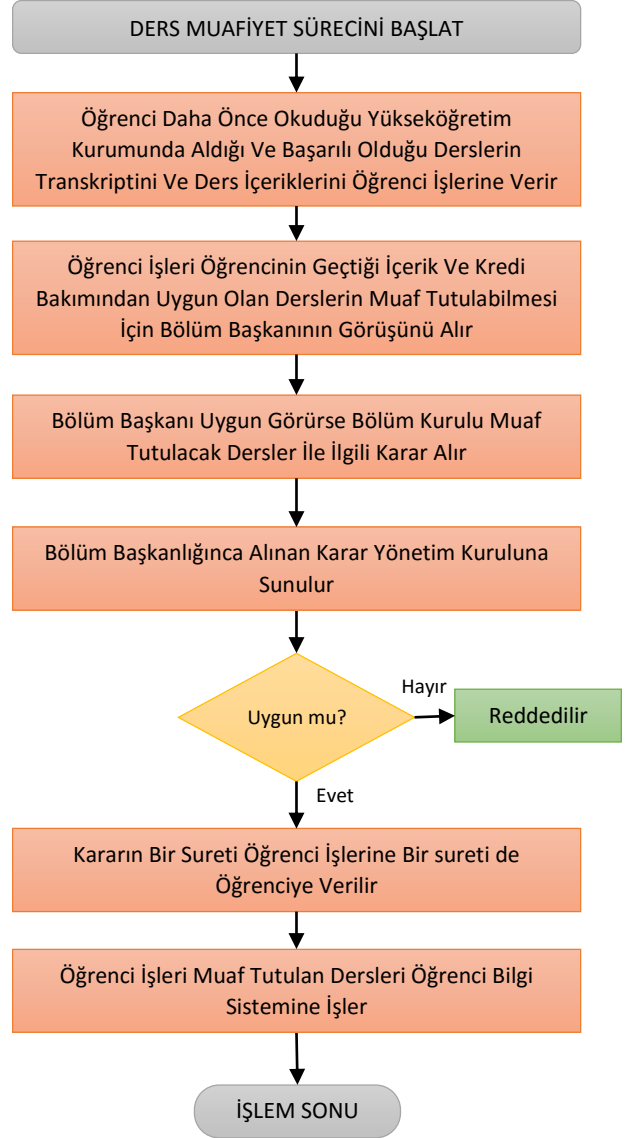 DERS MUAFİYET SÜRECİNİ BAŞLAT
Öğrenci Daha Önce Okuduğu Yükseköğretim
Kurumunda Aldığı Ve Başarılı Olduğu Derslerin
Transkriptini Ve Ders İçeriklerini Öğrenci İşlerine Verir
Öğrenci İşleri Öğrencinin Geçtiği İçerik Ve Kredi
Bakımından Uygun Olan Derslerin Muaf Tutulabilmesi
İçin Bölüm Başkanının Görüşünü Alır
Bölüm Başkanı Uygun Görürse Bölüm Kurulu Muaf
Tutulacak Dersler İle İlgili Karar Alır
Bölüm Başkanlığınca Alınan Karar Yönetim Kuruluna
Sunulur
Uygun mu?
Hayır
Reddedilir
Evet
Kararın Bir Sureti Öğrenci İşlerine Bir sureti de
Öğrenciye Verilir
Öğrenci İşleri Muaf Tutulan Dersleri Öğrenci Bilgi
Sistemine İşler
İŞLEM SONU